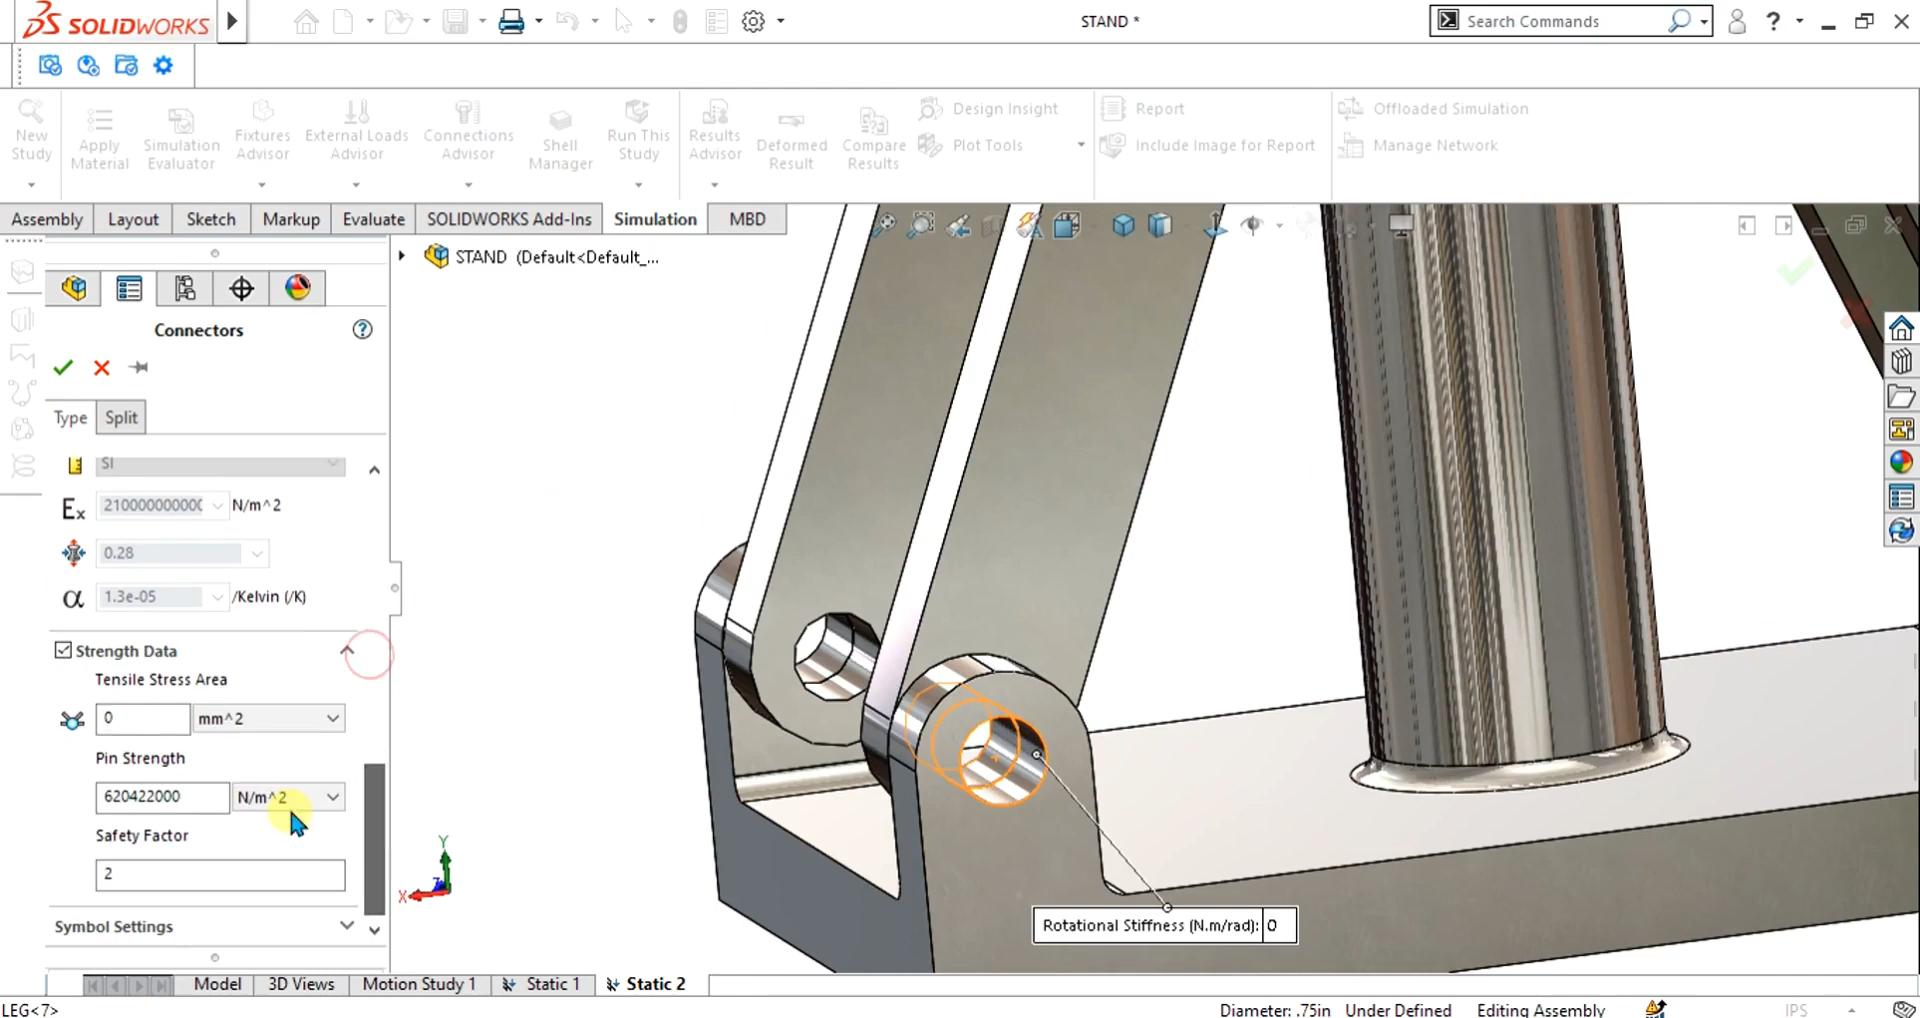 SOLIDWORKS
STAND *
Search Commands
New Study
Apply Material
Simulation Evaluator
Fixtures Advisor
External Loads Advisor
Connections Advisor
Shell Manager
Run This Study
Results Advisor
Deformed Result
Compare Results
Design Insight
Plot Tools
Report
Include Image for Report
Offloaded Simulation
Manage Network
Assembly
Layout
Sketch
Markup
Evaluate
SOLIDWORKS Add-Ins
Simulation
MBD
STAND (Default<Default_...
Connectors
Type
Split
SI
Ex 210000000000 N/m^2
0.28
α 1.3e-05 /Kelvin (/K)
Strength Data
Tensile Stress Area
0 mm^2
Pin Strength
620422000 N/m^2
Safety Factor
2
Symbol Settings
Y
X
Z
Rotational Stiffness (N.m/rad): 0
Model
3D Views
Motion Study 1
Static 1
Static 2
LEG<7>
Diameter: .75in
Under Defined
Editing Assembly
IPS